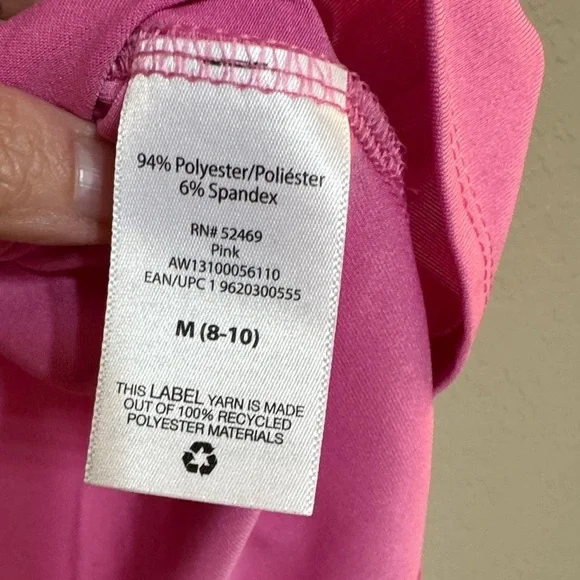 94% Polyester/Poliéster
6% Spandex
RN# 52469
Pink
AW13100056110
EAN/UPC 1 9620300555
M (8-10)
THIS LABEL YARN IS MADE
OUT OF 100% RECYCLED
POLYESTER MATERIALS